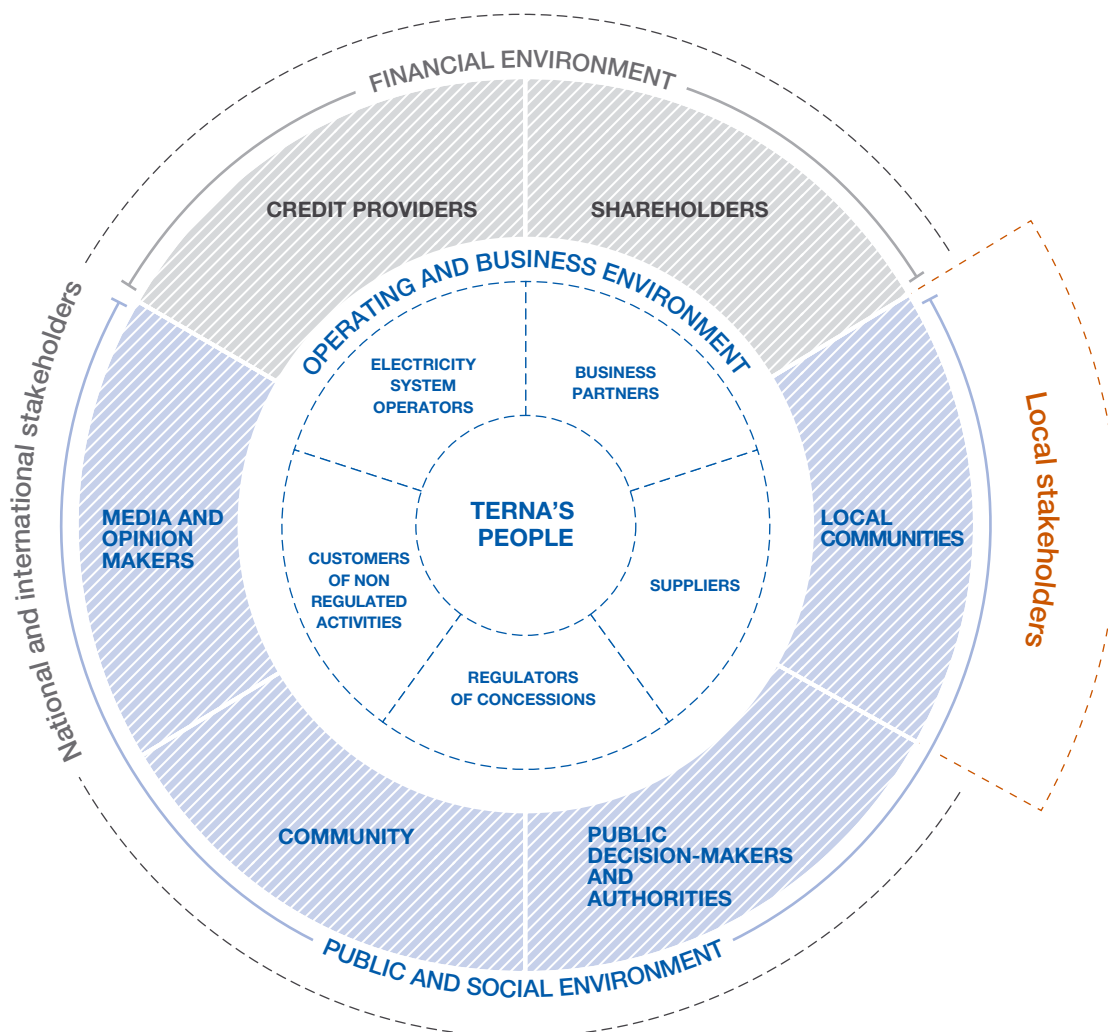 FINANCIAL ENVIRONMENT
CREDIT PROVIDERS
SHAREHOLDERS
OPERATING AND BUSINESS ENVIRONMENT
ELECTRICITY
SYSTEM
OPERATORS
BUSINESS
PARTNERS
National and international stakeholders
Local stakeholders
MEDIA AND
OPINION
MAKERS
TERNA’S
PEOPLE
LOCAL
COMMUNITIES
CUSTOMERS
OF NON
REGULATED
ACTIVITIES
SUPPLIERS
REGULATORS
OF CONCESSIONS
COMMUNITY
PUBLIC
DECISION-MAKERS
AND
AUTHORITIES
PUBLIC AND SOCIAL ENVIRONMENT